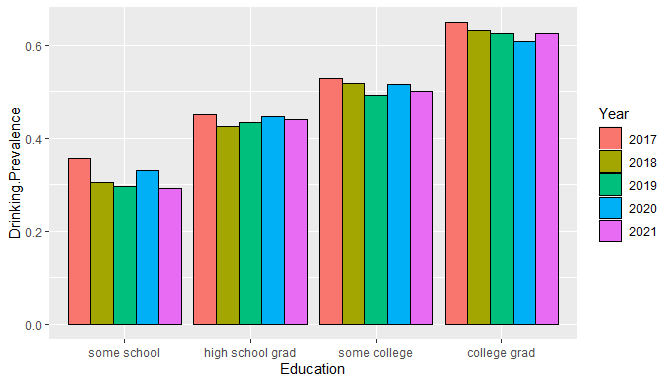 Drinking.Prevalence
0.6
0.4
0.2
0.0
some school
high school grad
some college
college grad
Education
Year
2017
2018
2019
2020
2021